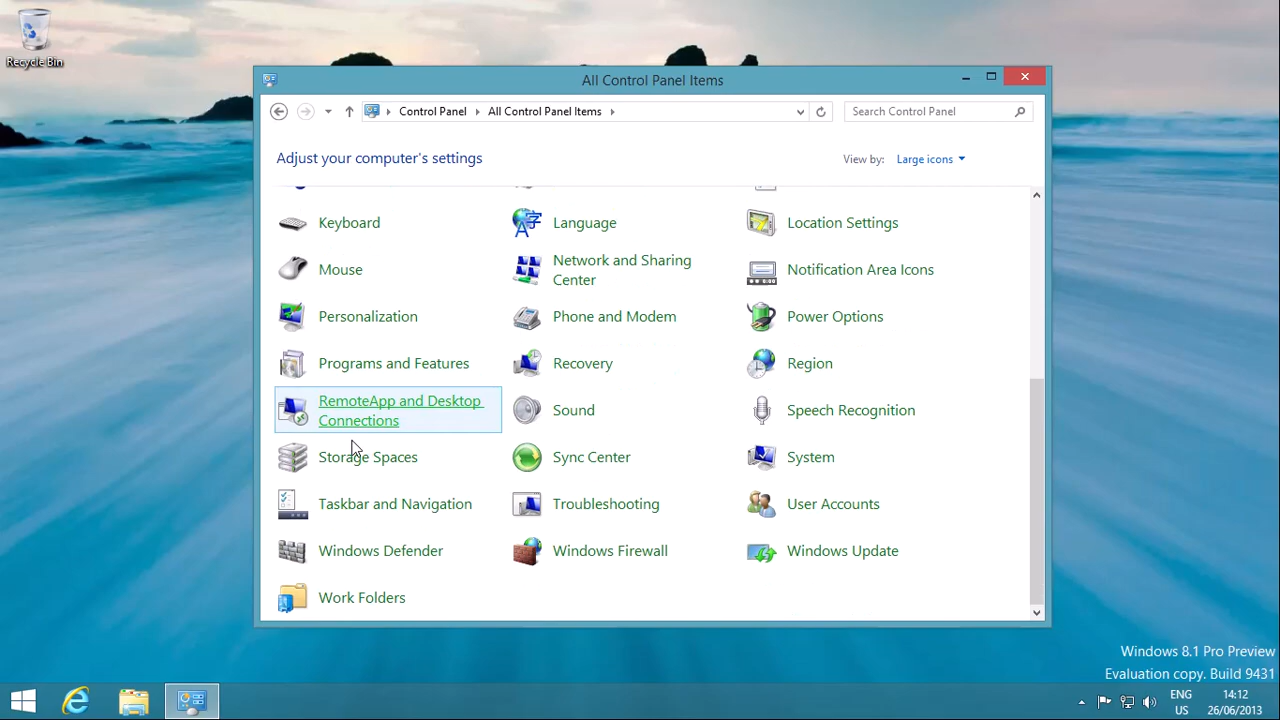 Recycle Bin
All Control Panel Items
Control Panel
All Control Panel Items
Search Control Panel
Adjust your computer's settings
View by:
Large icons
Keyboard
Language
Location Settings
Mouse
Network and Sharing
Center
Notification Area Icons
Personalization
Phone and Modem
Power Options
Programs and Features
Recovery
Region
RemoteApp and Desktop
Connections
Sound
Speech Recognition
Storage Spaces
Sync Center
System
Taskbar and Navigation
Troubleshooting
User Accounts
Windows Defender
Windows Firewall
Windows Update
Work Folders
Windows 8.1 Pro Preview
Evaluation copy. Build 9431
ENG
US
14:12
26/06/2013